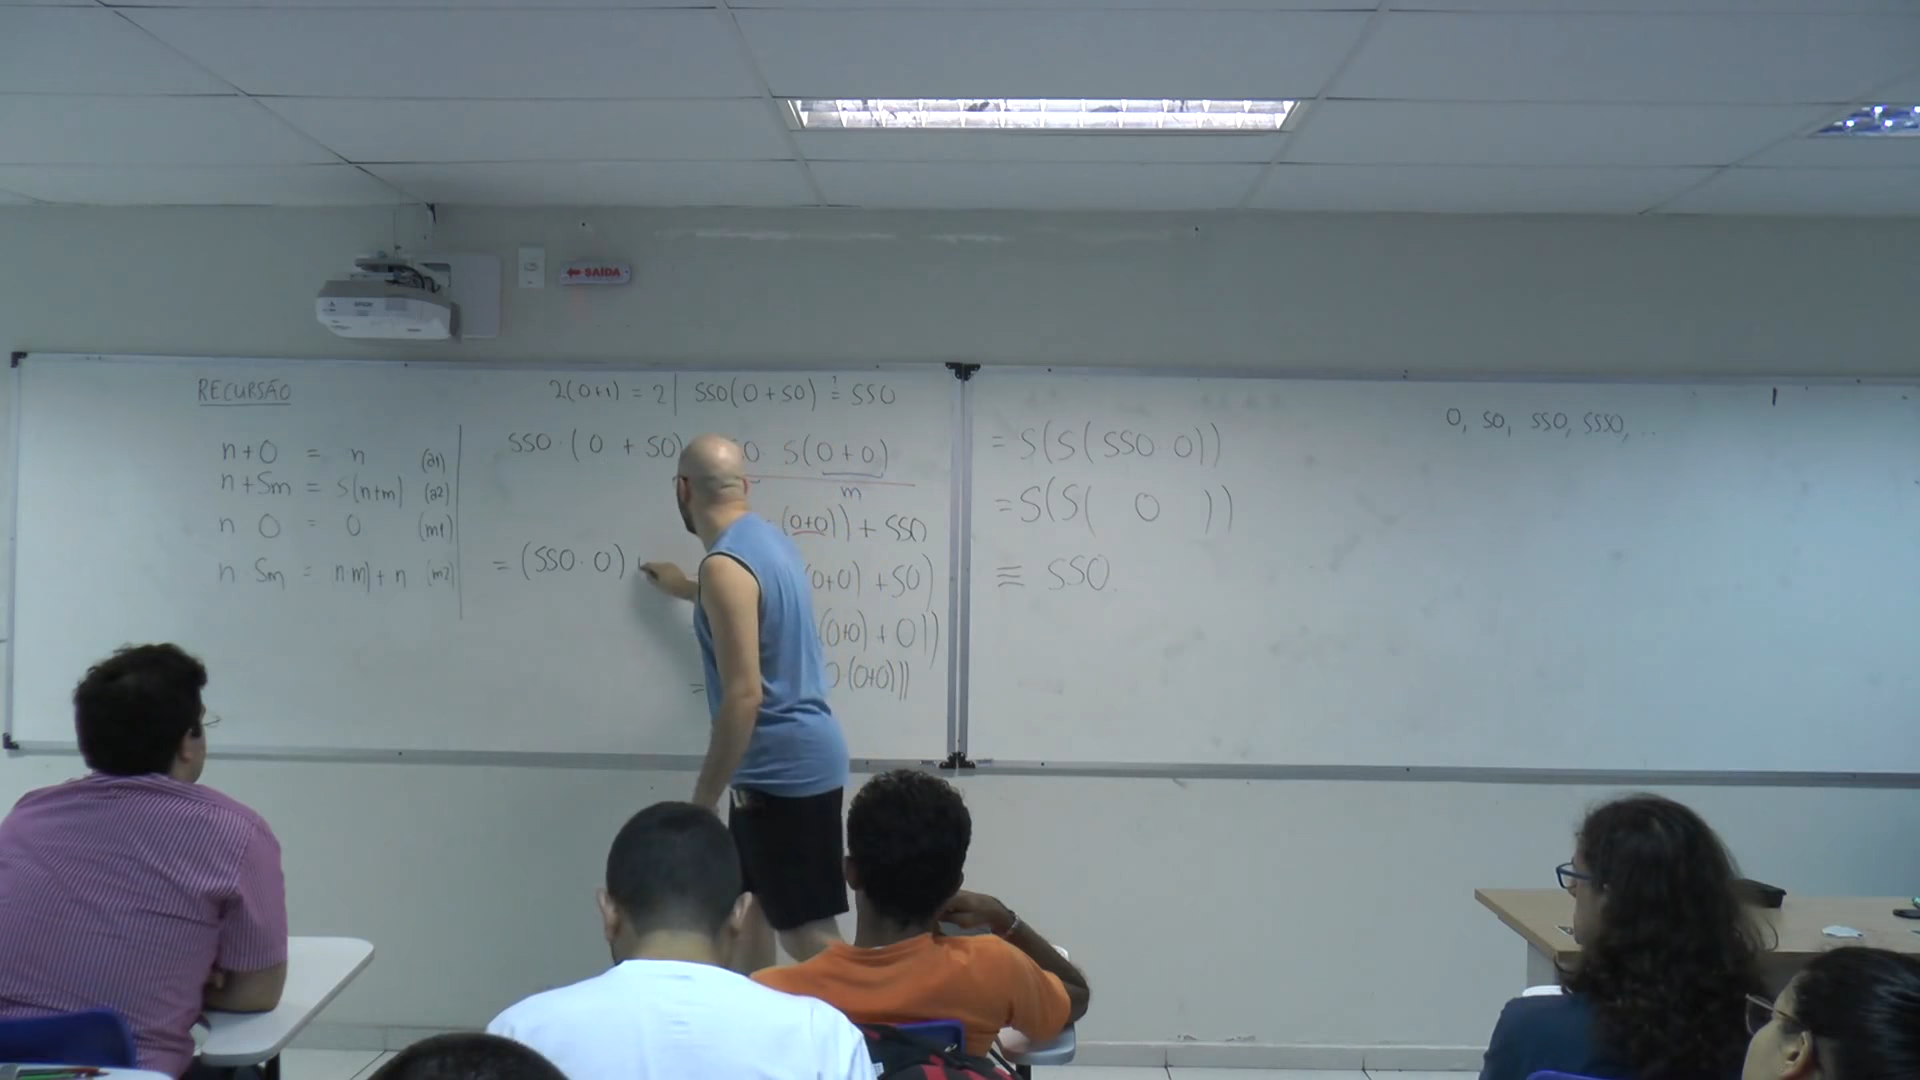 ← SAÍDA
EPSON
RECURSÃO
n+0 = n (a1)
n+Sm = S(n+m) (a2)
n·0 = 0 (m1)
n·Sm = (n·m)+n (m2)
2(0+1) = 2 | SS0(0+S0) ?= SS0
SS0·(0 + S0)
0 S(0+0)
m
(0+0)) + SS0
= (SS0·0) +
(0+0) + S0)
(0+0) + 0))
=
(0+0)))
= S(S(SS0·0))
= S(S( 0 ))
≡ SS0.
0, S0, SS0, SSS0, ...